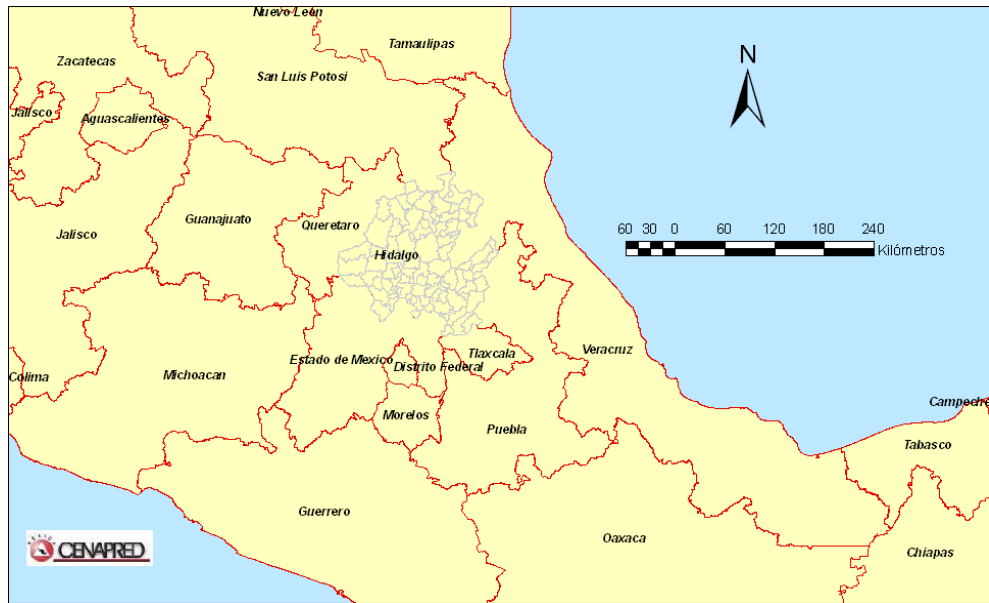 Nuevo Leon
Tamaulipas
Zacatecas
San Luis Potosi
N
Jalisco
Aguascalientes
Guanajuato
Queretaro
Jalisco
Hidalgo
60 30 0 60 120 180 240
Kilómetros
Estado de Mexico
Distrito Federal
Tlaxcala
Veracruz
Colima
Michoacan
Campeche
Morelos
Puebla
Tabasco
Guerrero
Oaxaca
Chiapas
CENAPRED